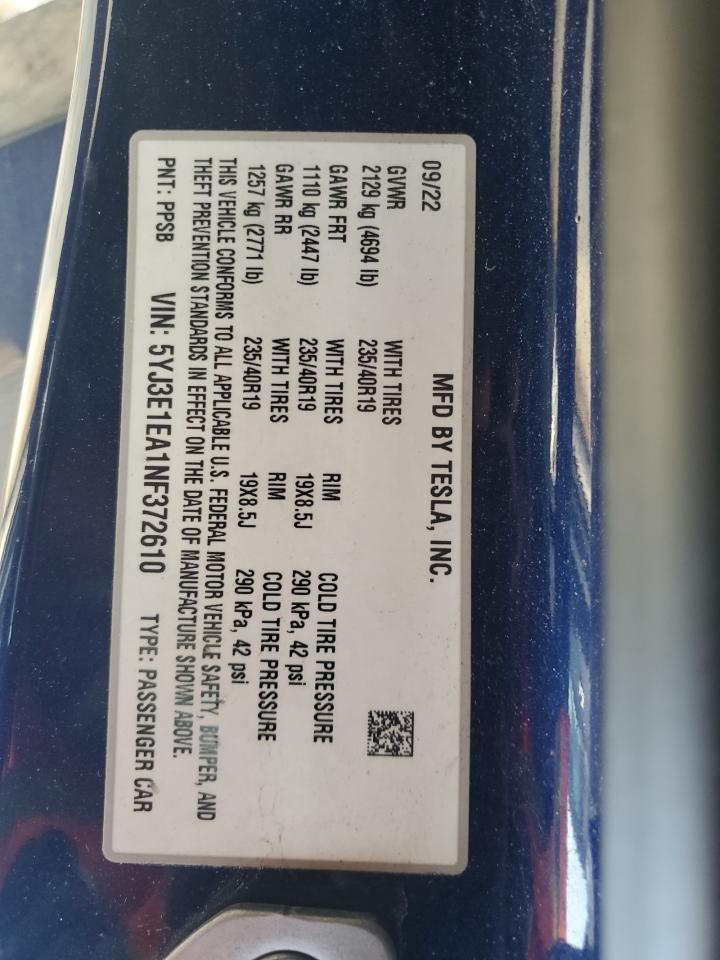 MFD BY TESLA, INC.
09/22
GVWR WITH TIRES
2129 kg (4694 lb) 235/40R19
GAWR FRT WITH TIRES RIM COLD TIRE PRESSURE
1110 kg (2447 lb) 235/40R19 19X8.5J 290 kPa, 42 psi
GAWR RR WITH TIRES RIM COLD TIRE PRESSURE
1257 kg (2771 lb) 235/40R19 19X8.5J 290 kPa, 42 psi
THIS VEHICLE CONFORMS TO ALL APPLICABLE U.S. FEDERAL MOTOR VEHICLE SAFETY, BUMPER, AND
THEFT PREVENTION STANDARDS IN EFFECT ON THE DATE OF MANUFACTURE SHOWN ABOVE.
PNT: PPSB VIN: 5YJ3E1EA1NF372610 TYPE: PASSENGER CAR